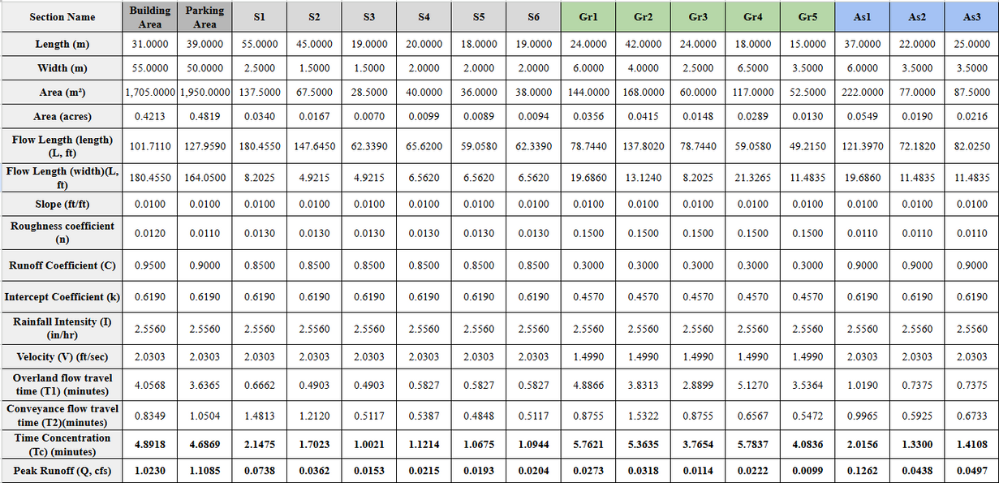 Section Name Building Area Parking Area S1 S2 S3 S4 S5 S6 Gr1 Gr2 Gr3 Gr4 Gr5 As1 As2 As3
Length (m) 31.0000 39.0000 55.0000 45.0000 19.0000 20.0000 18.0000 19.0000 24.0000 42.0000 24.0000 18.0000 15.0000 37.0000 22.0000 25.0000
Width (m) 55.0000 50.0000 2.5000 1.5000 1.5000 2.0000 2.0000 2.0000 6.0000 4.0000 2.5000 6.5000 3.5000 6.0000 3.5000 3.5000
Area (m²) 1,705.0000 1,950.0000 137.5000 67.5000 28.5000 40.0000 36.0000 38.0000 144.0000 168.0000 60.0000 117.0000 52.5000 222.0000 77.0000 87.5000
Area (acres) 0.4213 0.4819 0.0340 0.0167 0.0070 0.0099 0.0089 0.0094 0.0356 0.0415 0.0148 0.0289 0.0130 0.0549 0.0190 0.0216
Flow Length (length) (L, ft) 101.7110 127.9590 180.4550 147.6450 62.3390 65.6200 59.0580 62.3390 78.7440 137.8020 78.7440 59.0580 49.2150 121.3970 72.1820 82.0250
Flow Length (width)(L, ft) 180.4550 164.0500 8.2025 4.9215 4.9215 6.5620 6.5620 6.5620 19.6860 13.1240 8.2025 21.3265 11.4835 19.6860 11.4835 11.4835
Slope (ft/ft) 0.0100 0.0100 0.0100 0.0100 0.0100 0.0100 0.0100 0.0100 0.0100 0.0100 0.0100 0.0100 0.0100 0.0100 0.0100 0.0100
Roughness coefficient (n) 0.0120 0.0110 0.0130 0.0130 0.0130 0.0130 0.0130 0.0130 0.1500 0.1500 0.1500 0.1500 0.1500 0.0110 0.0110 0.0110
Runoff Coefficient (C) 0.9500 0.9000 0.8500 0.8500 0.8500 0.8500 0.8500 0.8500 0.3000 0.3000 0.3000 0.3000 0.3000 0.9000 0.9000 0.9000
Intercept Coefficient (k) 0.6190 0.6190 0.6190 0.6190 0.6190 0.6190 0.6190 0.6190 0.4570 0.4570 0.4570 0.4570 0.4570 0.6190 0.6190 0.6190
Rainfall Intensity (I) (in/hr) 2.5560 2.5560 2.5560 2.5560 2.5560 2.5560 2.5560 2.5560 2.5560 2.5560 2.5560 2.5560 2.5560 2.5560 2.5560 2.5560
Velocity (V) (ft/sec) 2.0303 2.0303 2.0303 2.0303 2.0303 2.0303 2.0303 2.0303 1.4990 1.4990 1.4990 1.4990 1.4990 2.0303 2.0303 2.0303
Overland flow travel time (T1) (minutes) 4.0568 3.6365 0.6662 0.4903 0.4903 0.5827 0.5827 0.5827 4.8866 3.8313 2.8899 5.1270 3.5364 1.0190 0.7375 0.7375
Conveyance flow travel time (T2)(minutes) 0.8349 1.0504 1.4813 1.2120 0.5117 0.5387 0.4848 0.5117 0.8755 1.5322 0.8755 0.6567 0.5472 0.9965 0.5925 0.6733
Time Concentration (Tc) (minutes) 4.8918 4.6869 2.1475 1.7023 1.0021 1.1214 1.0675 1.0944 5.7621 5.3635 3.7654 5.7837 4.0836 2.0156 1.3300 1.4108
Peak Runoff (Q, cfs) 1.0230 1.1085 0.0738 0.0362 0.0153 0.0215 0.0193 0.0204 0.0273 0.0318 0.0114 0.0222 0.0099 0.1262 0.0438 0.0497